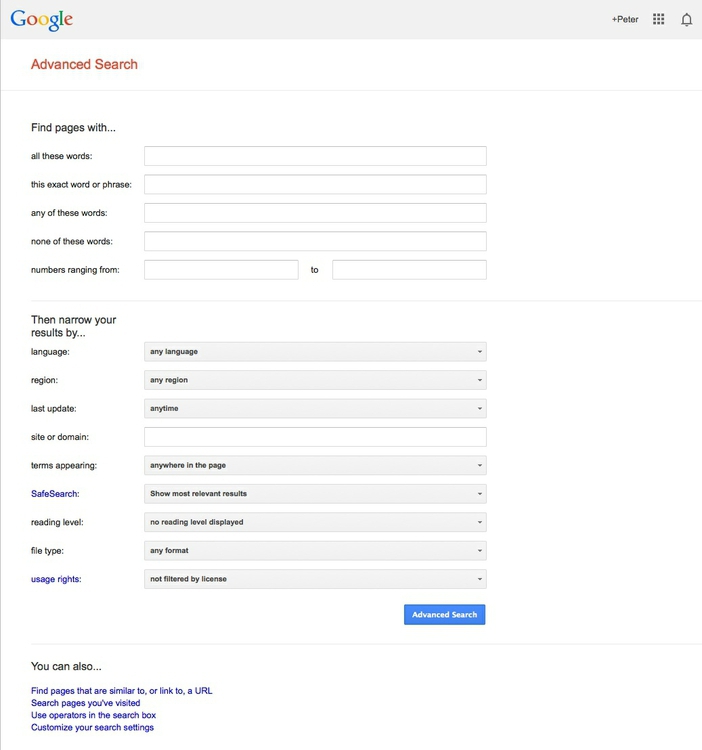 Google +Peter
Advanced Search
Find pages with...
all these words:
this exact word or phrase:
any of these words:
none of these words:
numbers ranging from: to
Then narrow your
results by...
language: any language
region: any region
last update: anytime
site or domain:
terms appearing: anywhere in the page
SafeSearch: Show most relevant results
reading level: no reading level displayed
file type: any format
usage rights: not filtered by license
Advanced Search
You can also...
Find pages that are similar to, or link to, a URL
Search pages you've visited
Use operators in the search box
Customize your search settings